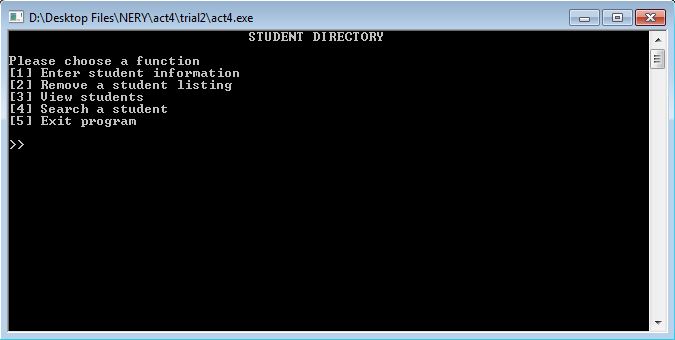 D:\Desktop Files\NERY\act4\trial2\act4.exe
STUDENT DIRECTORY
Please choose a function
[1] Enter student information
[2] Remove a student listing
[3] View students
[4] Search a student
[5] Exit program
>>